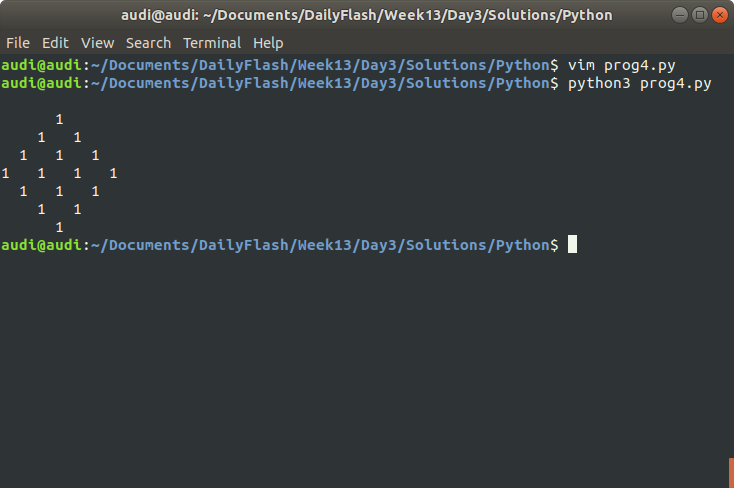 audi@audi: ~/Documents/DailyFlash/Week13/Day3/Solutions/Python
File Edit View Search Terminal Help
audi@audi:~/Documents/DailyFlash/Week13/Day3/Solutions/Python$ vim prog4.py
audi@audi:~/Documents/DailyFlash/Week13/Day3/Solutions/Python$ python3 prog4.py
      1
    1   1
  1   1   1
1   1   1   1
  1   1   1
    1   1
      1
audi@audi:~/Documents/DailyFlash/Week13/Day3/Solutions/Python$